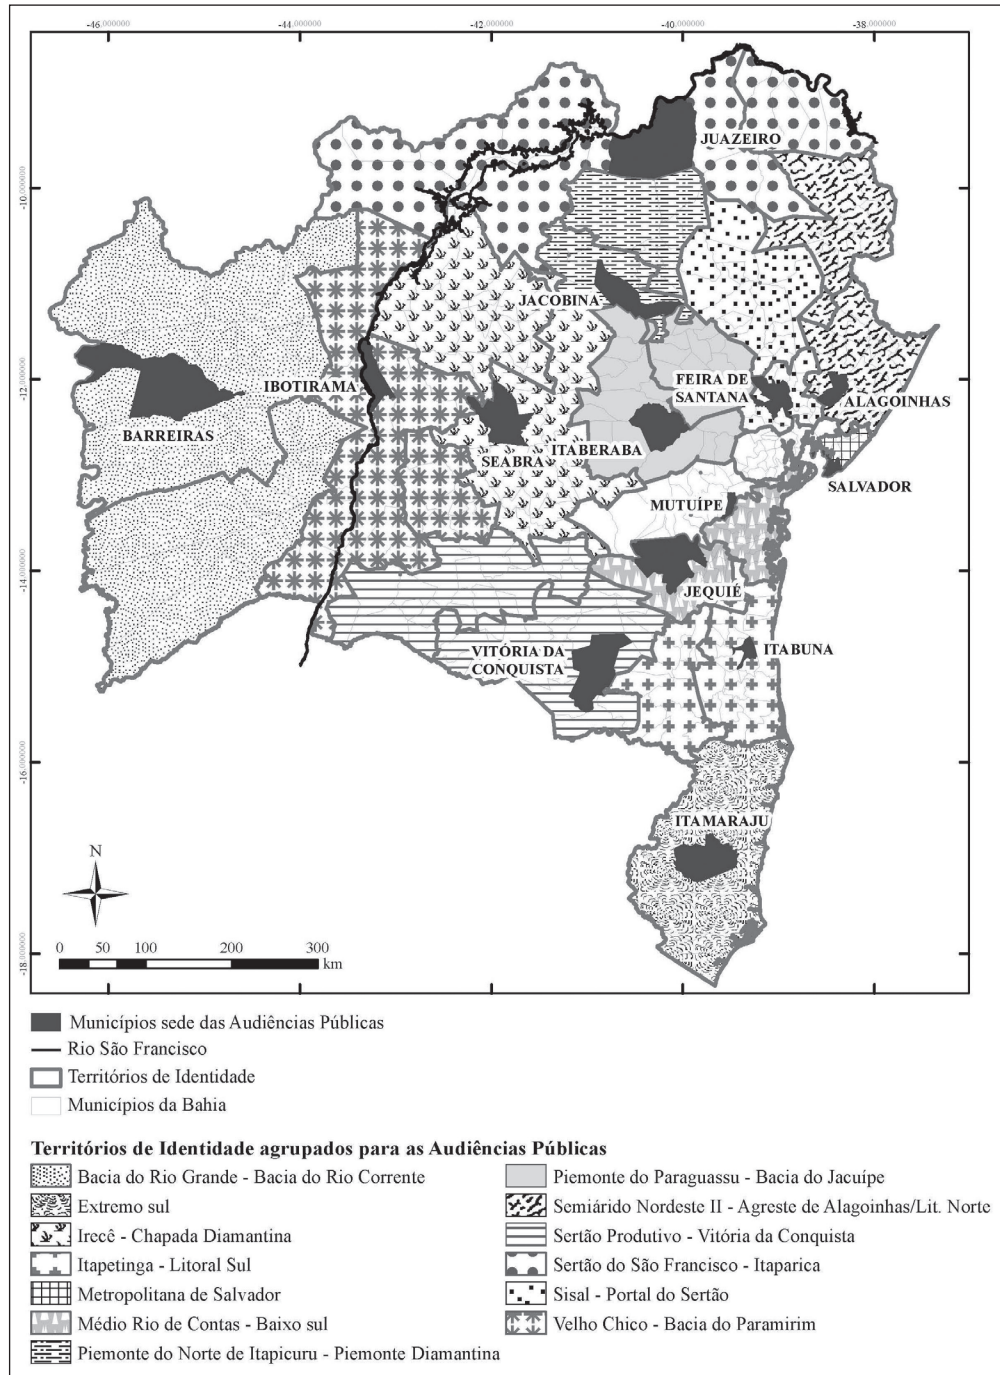 -46.000000 -44.000000 -42.000000 -40.000000 -38.000000
-10.000000
-12.000000
-14.000000
-16.000000
-18.000000
JUAZEIRO
JACOBINA
IBOTIRAMA
FEIRA DE
SANTANA
ALAGOINHAS
BARREIRAS
SEABRA
ITABERABA
SALVADOR
MUTUÍPE
JEQUIÉ
VITÓRIA DA
CONQUISTA
ITABUNA
ITAMARAJU
N
0 50 100 200 300
km
Municípios sede das Audiências Públicas
Rio São Francisco
Territórios de Identidade
Municípios da Bahia
Territórios de Identidade agrupados para as Audiências Públicas
Bacia do Rio Grande - Bacia do Rio Corrente
Extremo sul
Irecê - Chapada Diamantina
Itapetinga - Litoral Sul
Metropolitana de Salvador
Médio Rio de Contas - Baixo sul
Piemonte do Norte de Itapicuru - Piemonte Diamantina
Piemonte do Paraguassu - Bacia do Jacuípe
Semiárido Nordeste II - Agreste de Alagoinhas/Lit. Norte
Sertão Produtivo - Vitória da Conquista
Sertão do São Francisco - Itaparica
Sisal - Portal do Sertão
Velho Chico - Bacia do Paramirim